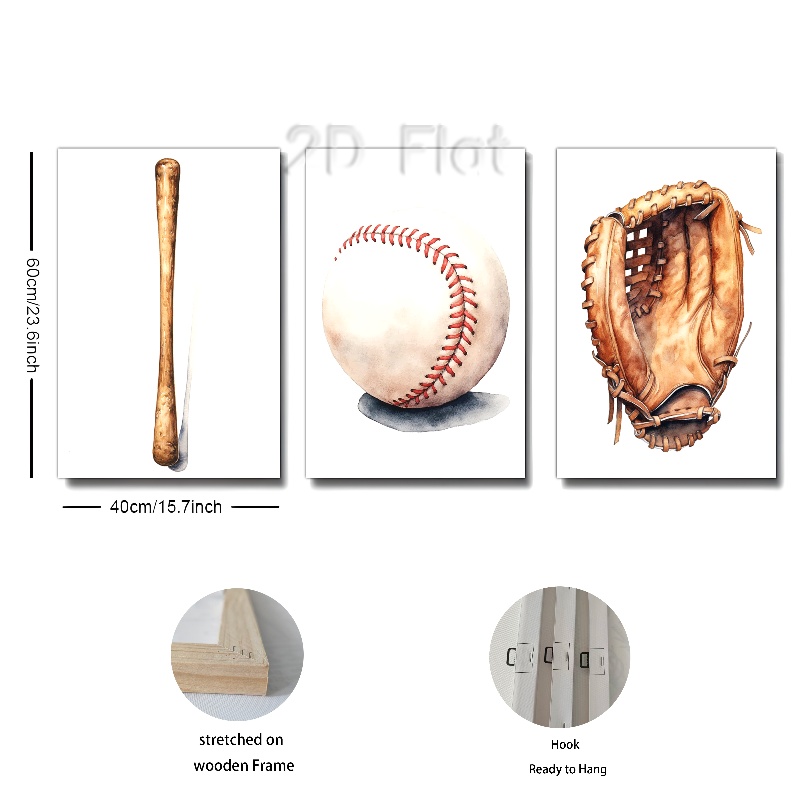 2D Flat
60cm/23.6inch
40cm/15.7inch
stretched on
wooden Frame
Hook
Ready to Hang